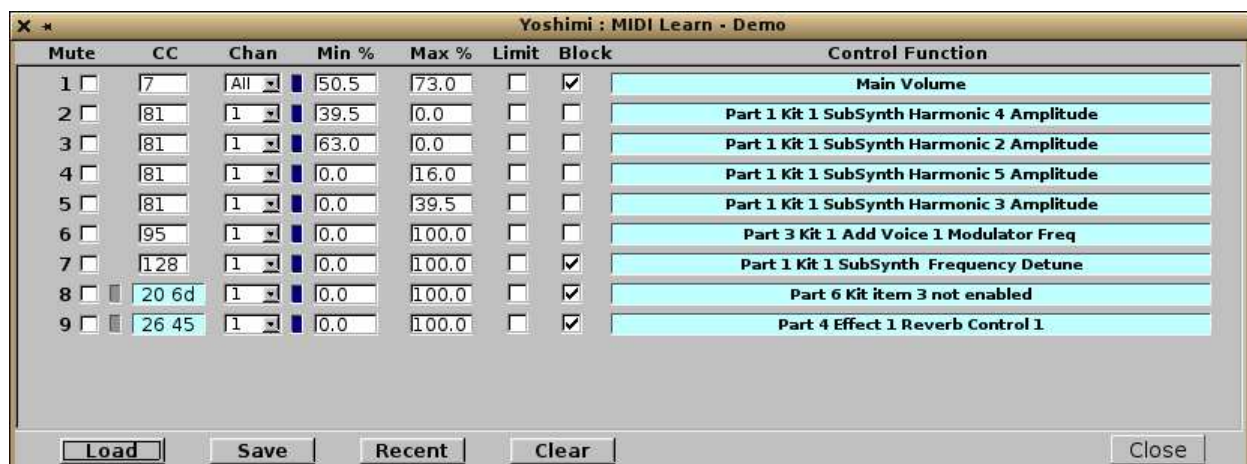 Yoshimi : MIDI Learn - Demo
Mute CC Chan Min % Max % Limit Block Control Function
1 7 All 50.5 73.0 Main Volume
2 81 1 39.5 0.0 Part 1 Kit 1 SubSynth Harmonic 4 Amplitude
3 81 1 63.0 0.0 Part 1 Kit 1 SubSynth Harmonic 2 Amplitude
4 81 1 0.0 16.0 Part 1 Kit 1 SubSynth Harmonic 5 Amplitude
5 81 1 0.0 39.5 Part 1 Kit 1 SubSynth Harmonic 3 Amplitude
6 95 1 0.0 100.0 Part 3 Kit 1 Add Voice 1 Modulator Freq
7 128 1 0.0 100.0 Part 1 Kit 1 SubSynth Frequency Detune
8 20 6d 1 0.0 100.0 Part 6 Kit item 3 not enabled
9 26 45 1 0.0 100.0 Part 4 Effect 1 Reverb Control 1
Load Save Recent Clear Close